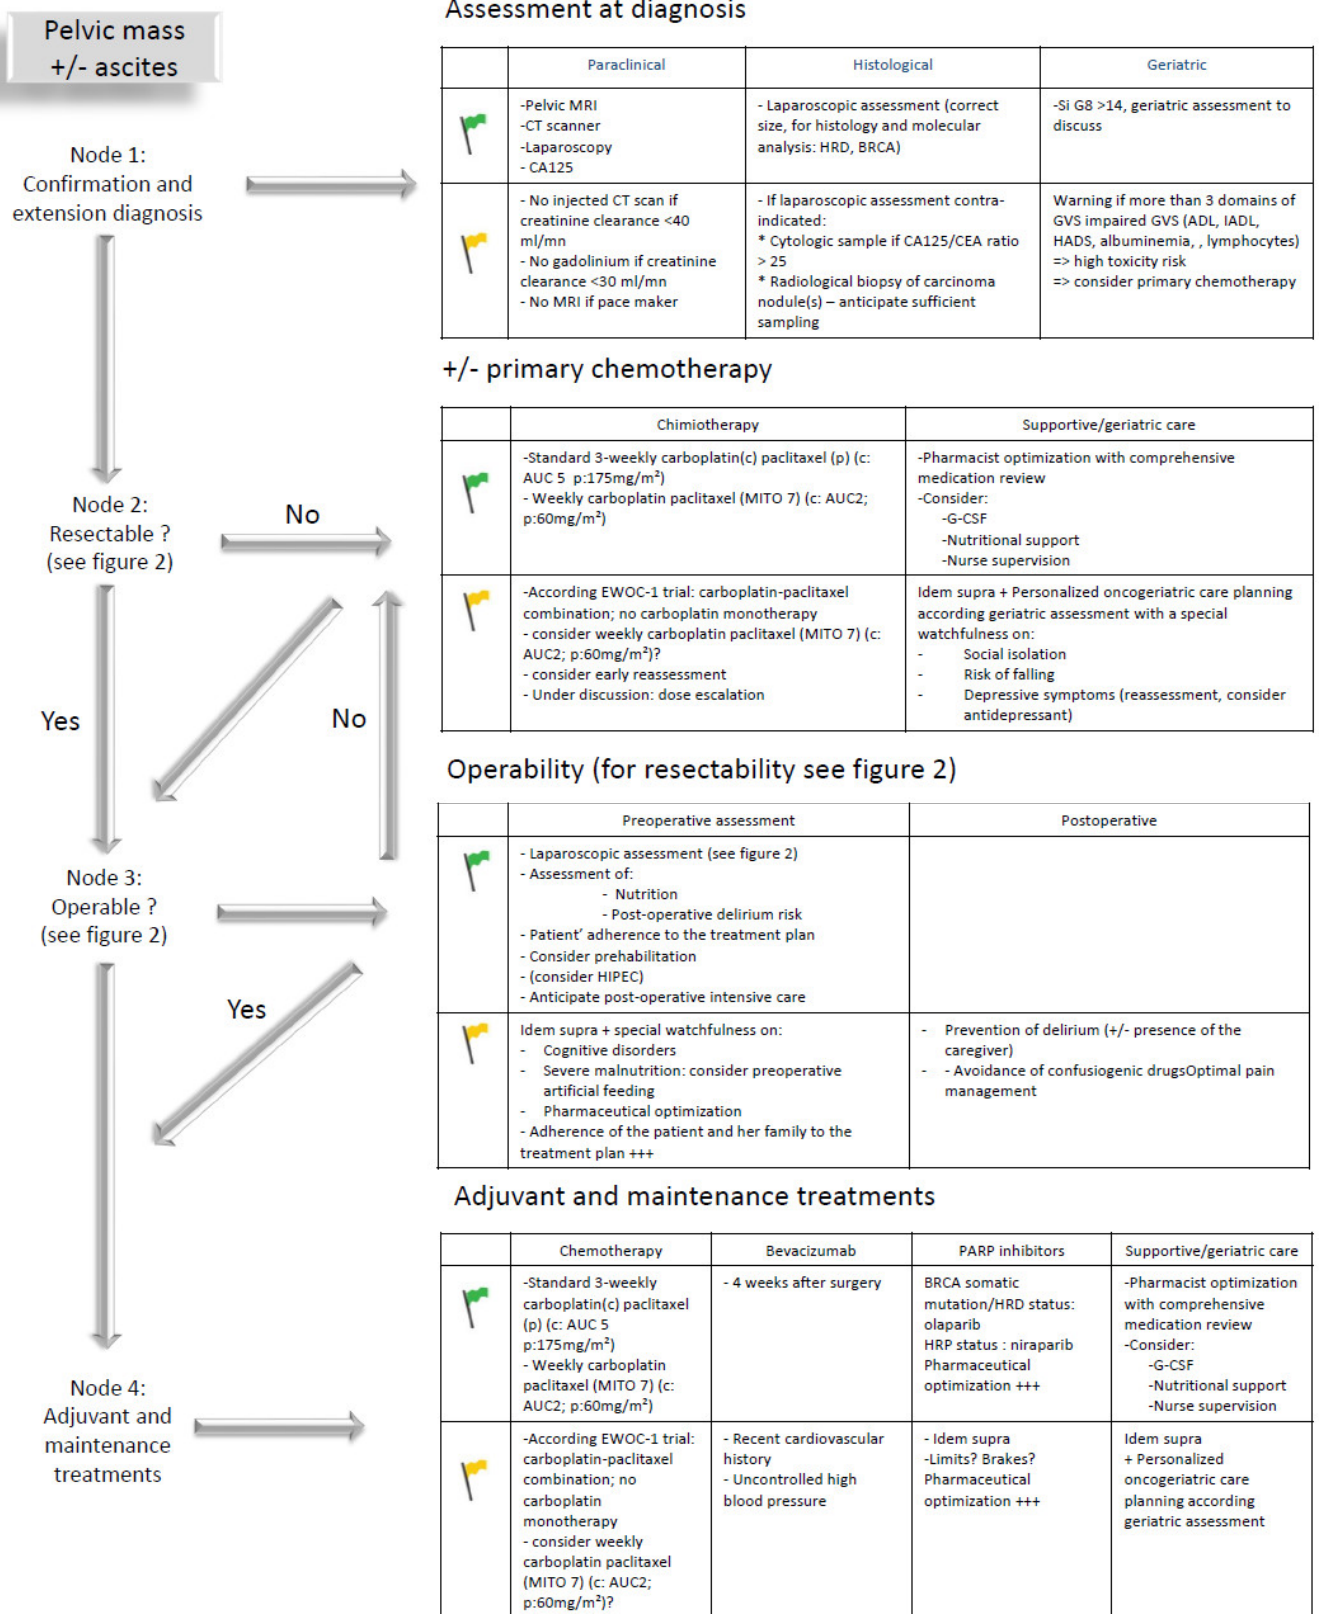 Assessment at diagnosis
Pelvic mass
+/- ascites
Paraclinical
Histological
Geriatric
-Pelvic MRI
-CT scanner
-Laparoscopy
- CA125
- Laparoscopic assessment (correct
size, for histology and molecular
analysis: HRD, BRCA)
-Si G8 >14, geriatric assessment to
discuss
Node 1:
Confirmation and
extension diagnosis
- No injected CT scan if
creatinine clearance <40
ml/mn
- No gadolinium if creatinine
clearance <30 ml/mn
- No MRI if pace maker
- If laparoscopic assessment contra-
indicated:
* Cytologic sample if CA125/CEA ratio
> 25
* Radiological biopsy of carcinoma
nodule(s) – anticipate sufficient
sampling
Warning if more than 3 domains of
GVS impaired GVS (ADL, IADL,
HADS, albuminemia, , lymphocytes)
=> high toxicity risk
=> consider primary chemotherapy
+/- primary chemotherapy
Chimiotherapy
Supportive/geriatric care
-Standard 3-weekly carboplatin(c) paclitaxel (p) (c:
AUC 5 p:175mg/m²)
- Weekly carboplatin paclitaxel (MITO 7) (c: AUC2;
p:60mg/m²)
-Pharmacist optimization with comprehensive
medication review
-Consider:
-G-CSF
-Nutritional support
-Nurse supervision
Node 2:
Resectable ?
(see figure 2)
No
-According EWOC-1 trial: carboplatin-paclitaxel
combination; no carboplatin monotherapy
- consider weekly carboplatin paclitaxel (MITO 7) (c:
AUC2; p:60mg/m²)?
- consider early reassessment
- Under discussion: dose escalation
Idem supra + Personalized oncogeriatric care planning
according geriatric assessment with a special
watchfulness on:
- Social isolation
- Risk of falling
- Depressive symptoms (reassessment, consider
antidepressant)
Yes
No
Operability (for resectability see figure 2)
Preoperative assessment
Postoperative
- Laparoscopic assessment (see figure 2)
- Assessment of:
- Nutrition
- Post-operative delirium risk
- Patient' adherence to the treatment plan
- Consider prehabilitation
- (consider HIPEC)
- Anticipate post-operative intensive care
Node 3:
Operable ?
(see figure 2)
Yes
Idem supra + special watchfulness on:
- Cognitive disorders
- Severe malnutrition: consider preoperative
artificial feeding
- Pharmaceutical optimization
- Adherence of the patient and her family to the
treatment plan +++
- Prevention of delirium (+/- presence of the
caregiver)
- - Avoidance of confusiogenic drugsOptimal pain
management
Adjuvant and maintenance treatments
Chemotherapy
Bevacizumab
PARP inhibitors
Supportive/geriatric care
-Standard 3-weekly
carboplatin(c) paclitaxel
(p) (c: AUC 5
p:175mg/m²)
- Weekly carboplatin
paclitaxel (MITO 7) (c:
AUC2; p:60mg/m²)
- 4 weeks after surgery
BRCA somatic
mutation/HRD status:
olaparib
HRP status : niraparib
Pharmaceutical
optimization +++
-Pharmacist optimization
with comprehensive
medication review
-Consider:
-G-CSF
-Nutritional support
-Nurse supervision
Node 4:
Adjuvant and
maintenance
treatments
-According EWOC-1 trial:
carboplatin-paclitaxel
combination; no
carboplatin
monotherapy
- consider weekly
carboplatin paclitaxel
(MITO 7) (c: AUC2;
p:60mg/m²)?
- Recent cardiovascular
history
- Uncontrolled high
blood pressure
- Idem supra
-Limits? Brakes?
Pharmaceutical
optimization +++
Idem supra
+ Personalized
oncogeriatric care
planning according
geriatric assessment